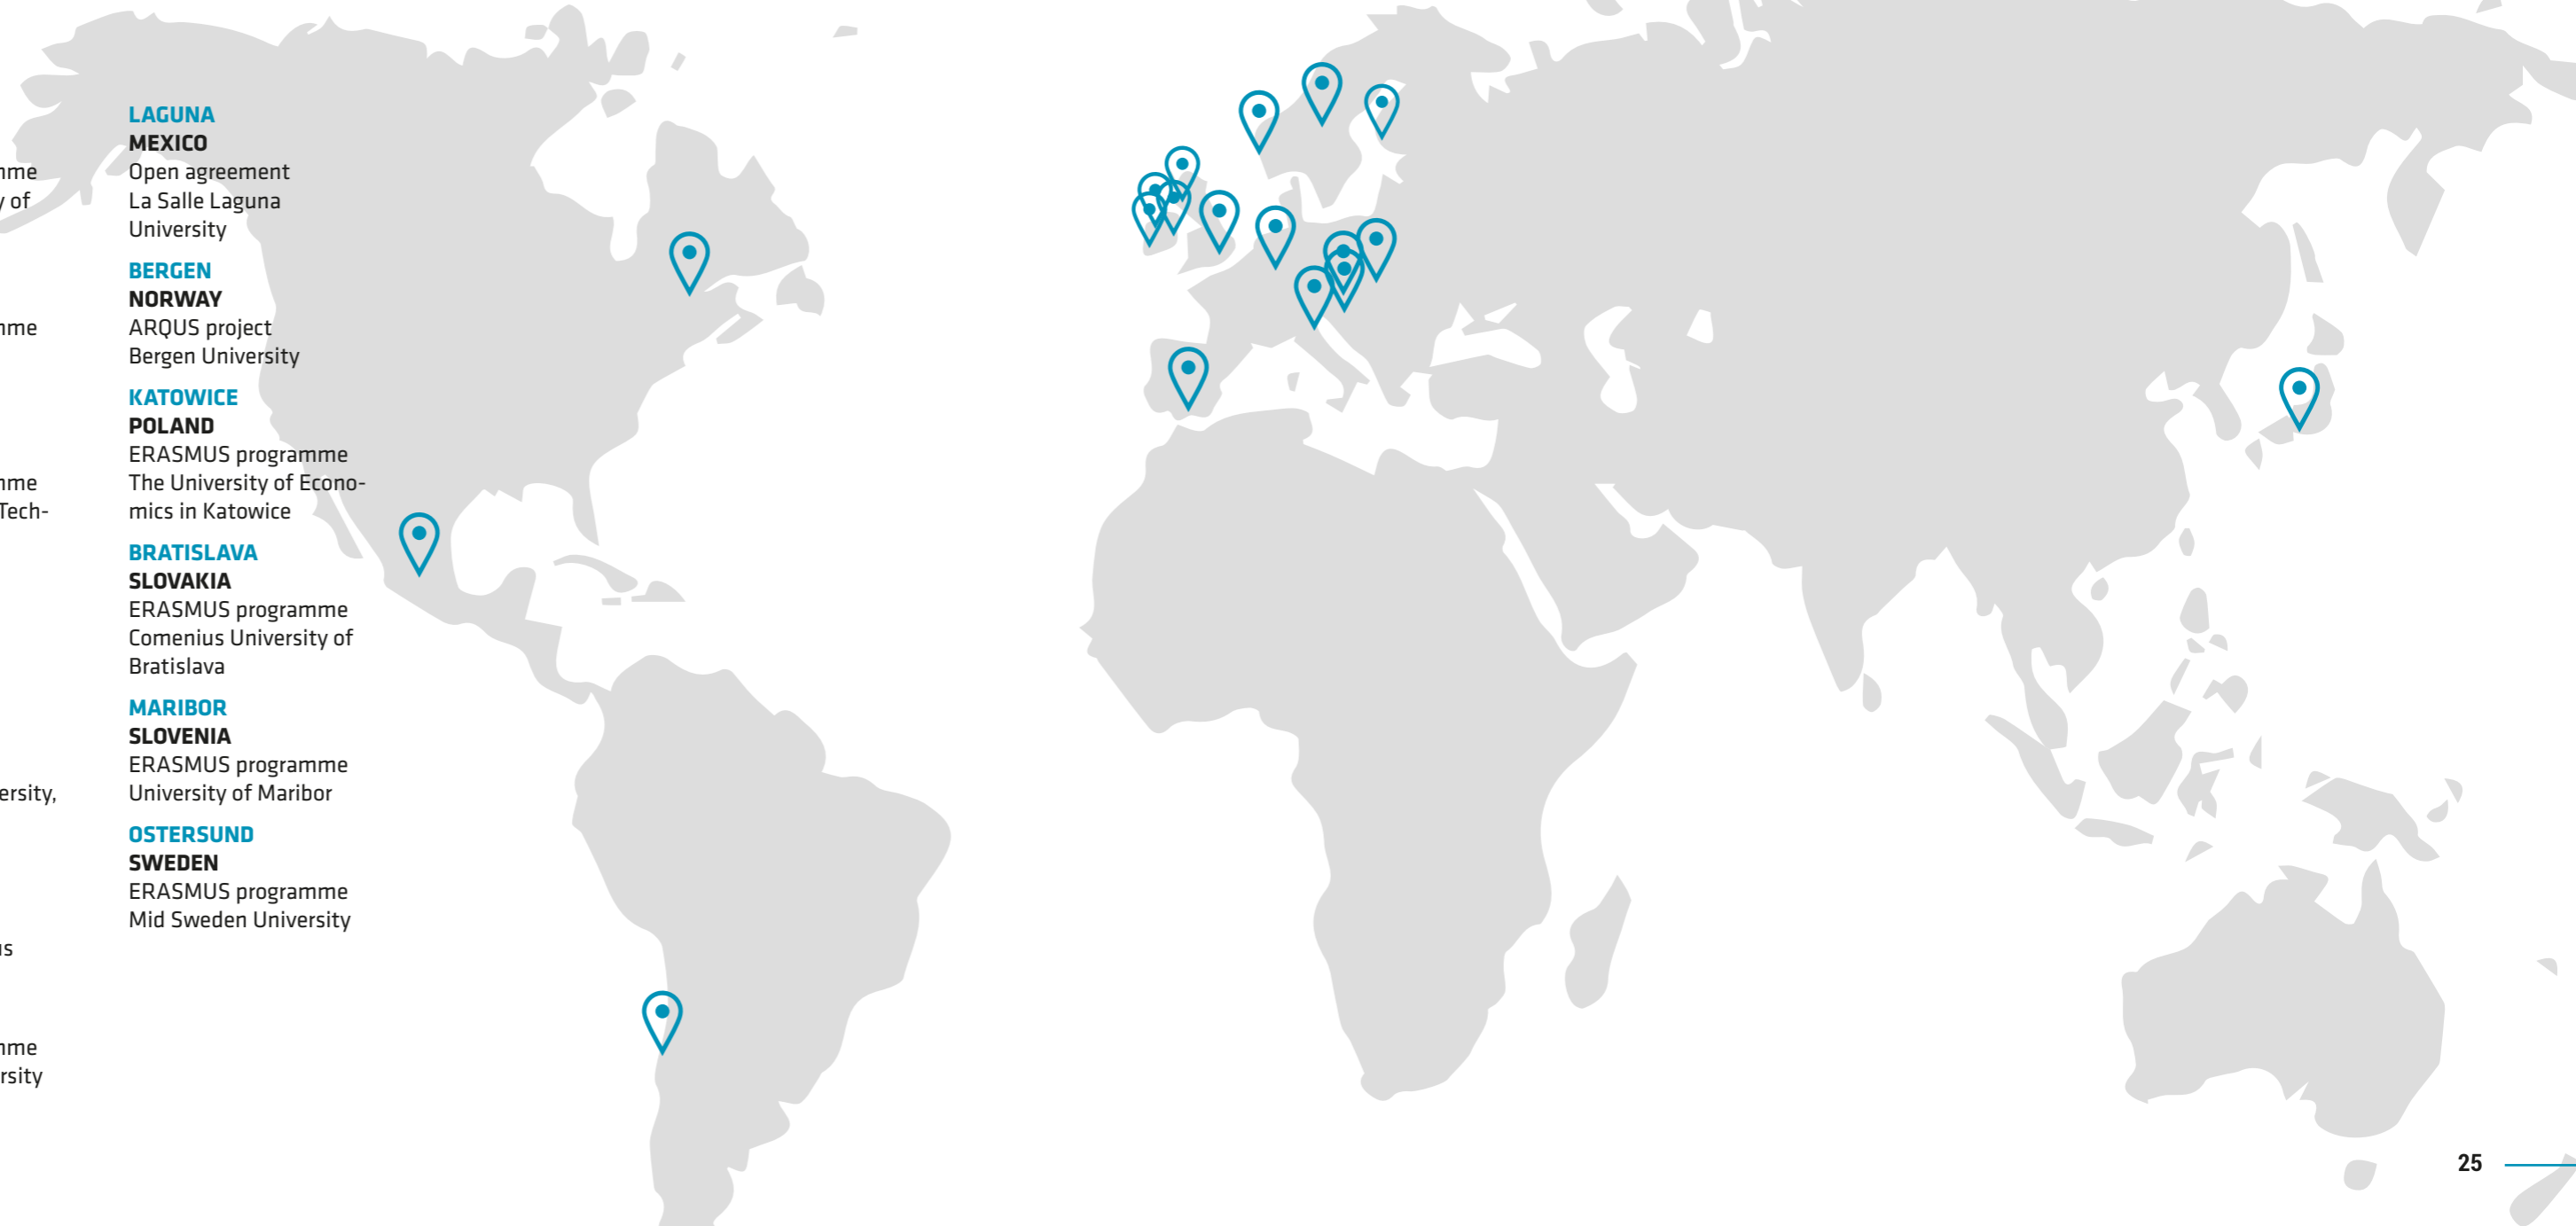 of
Tech-
LAGUNA
MEXICO
Open agreement
La Salle Laguna
University
BERGEN
NORWAY
ARQUS project
Bergen University
KATOWICE
POLAND
ERASMUS programme
The University of Econo-
mics in Katowice
BRATISLAVA
SLOVAKIA
ERASMUS programme
Comenius University of
Bratislava
MARIBOR
SLOVENIA
ERASMUS programme
University of Maribor
OSTERSUND
SWEDEN
ERASMUS programme
Mid Sweden University
25